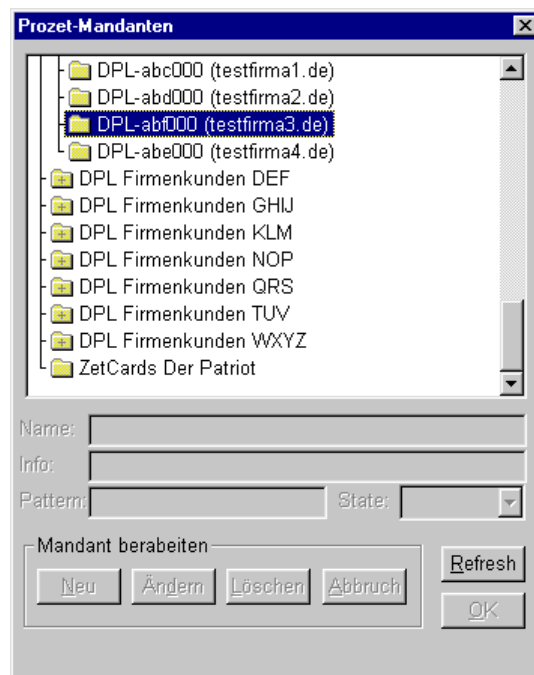 Prozet-Mandanten
DPL-abc000 (testfirma1.de)
DPL-abd000 (testfirma2.de)
DPL-abf000 (testfirma3.de)
DPL-abe000 (testfirma4.de)
DPL Firmenkunden DEF
DPL Firmenkunden GHIJ
DPL Firmenkunden KLM
DPL Firmenkunden NOP
DPL Firmenkunden QRS
DPL Firmenkunden TUV
DPL Firmenkunden WXYZ
ZetCards Der Patriot
Name:
Info:
Pattern: State:
Mandant berabeiten
Neu Ändern Löschen Abbruch
Refresh
OK